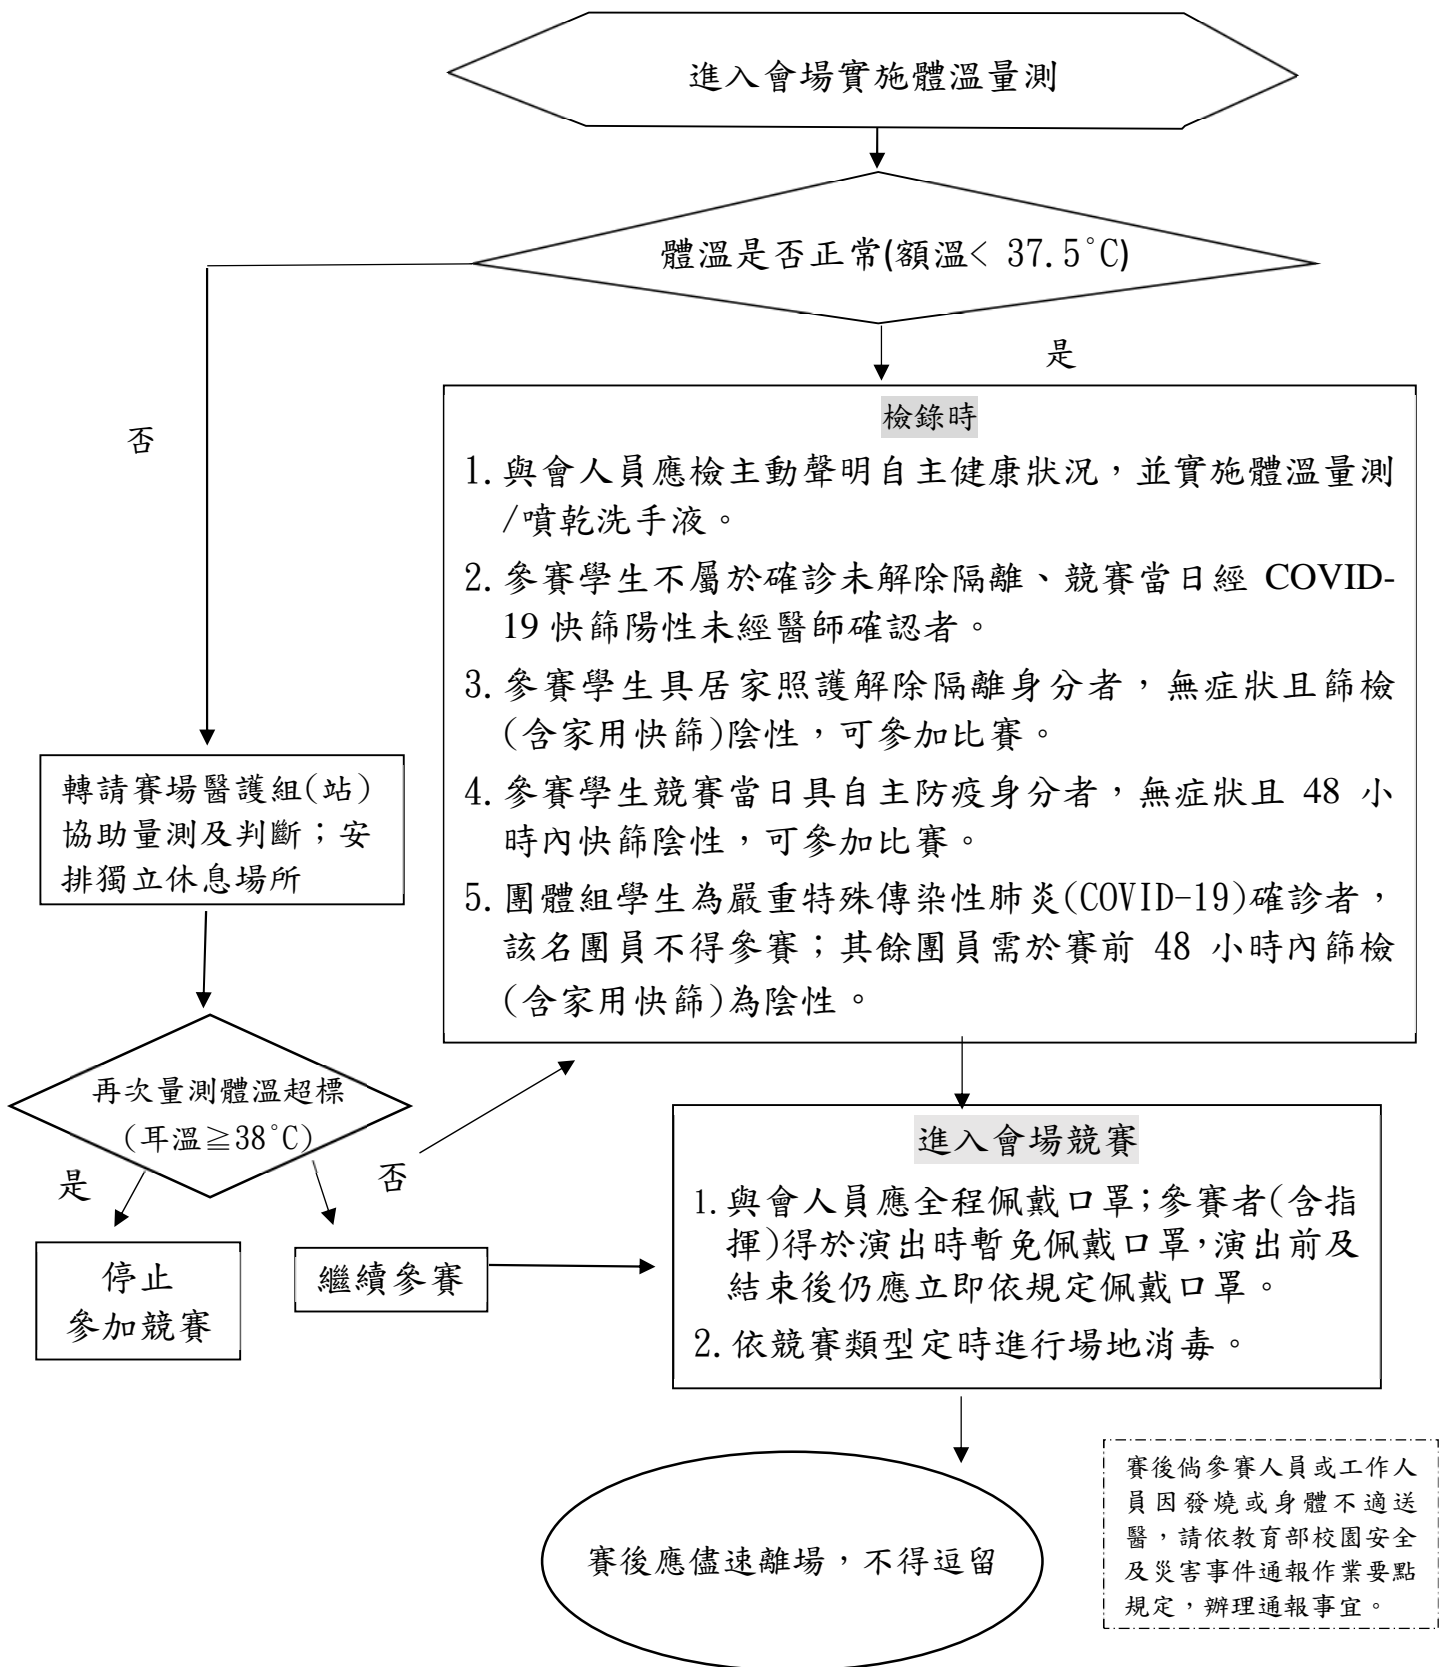 進入會場實施體溫量測
體溫是否正常(額溫< 37.5°C)
是
否
檢錄時
1. 與會人員應檢主動聲明自主健康狀況，並實施體溫量測
/噴乾洗手液。
2. 參賽學生不屬於確診未解除隔離、競賽當日經 COVID-
19 快篩陽性未經醫師確認者。
3. 參賽學生具居家照護解除隔離身分者，無症狀且篩檢
(含家用快篩)陰性，可參加比賽。
4. 參賽學生競賽當日具自主防疫身分者，無症狀且 48 小
時內快篩陰性，可參加比賽。
5. 團體組學生為嚴重特殊傳染性肺炎(COVID-19)確診者，
該名團員不得參賽；其餘團員需於賽前 48 小時內篩檢
(含家用快篩)為陰性。
轉請賽場醫護組(站)
協助量測及判斷；安
排獨立休息場所
再次量測體溫超標
(耳溫≧38°C)
是
否
停止
參加競賽
繼續參賽
進入會場競賽
1. 與會人員應全程佩戴口罩;參賽者(含指
揮)得於演出時暫免佩戴口罩,演出前及
結束後仍應立即依規定佩戴口罩。
2. 依競賽類型定時進行場地消毒。
賽後應儘速離場，不得逗留
賽後倘參賽人員或工作人
員因發燒或身體不適送
醫，請依教育部校園安全
及災害事件通報作業要點
規定，辦理通報事宜。